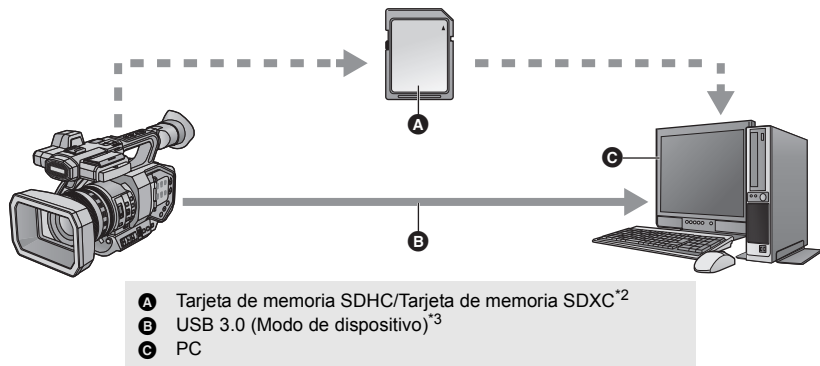 A
C
B
A Tarjeta de memoria SDHC/Tarjeta de memoria SDXC*2
B USB 3.0 (Modo de dispositivo)*3
C PC